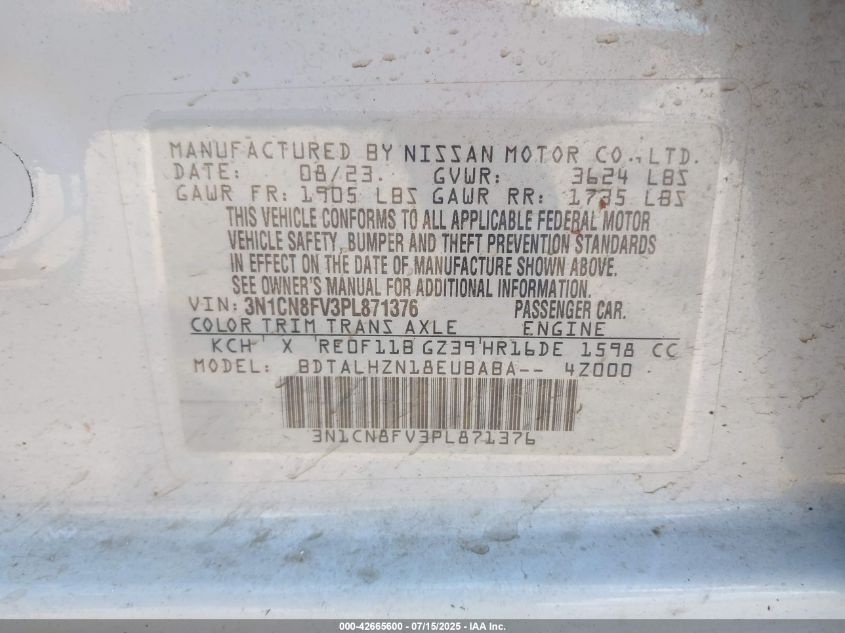 MANUFACTURED BY NISSAN MOTOR CO., LTD.
DATE: 08/23. GVWR: 3624 LBS
GAWR FR: 1905 LBS GAWR RR: 1735 LBS
THIS VEHICLE CONFORMS TO ALL APPLICABLE FEDERAL MOTOR
VEHICLE SAFETY, BUMPER AND THEFT PREVENTION STANDARDS
IN EFFECT ON THE DATE OF MANUFACTURE SHOWN ABOVE.
SEE OWNER'S MANUAL FOR ADDITIONAL INFORMATION.
VIN: 3N1CN8FV3PL871376 PASSENGER CAR.
COLOR TRIM TRANS AXLE ENGINE
KCH X RE0F11B GZ39 HR16DE 1598 CC
MODEL: BDTALHZN18EUBABA-- 4Z000
3N1CN8FV3PL871376
000-42665600 - 07/15/2025 - IAA Inc.